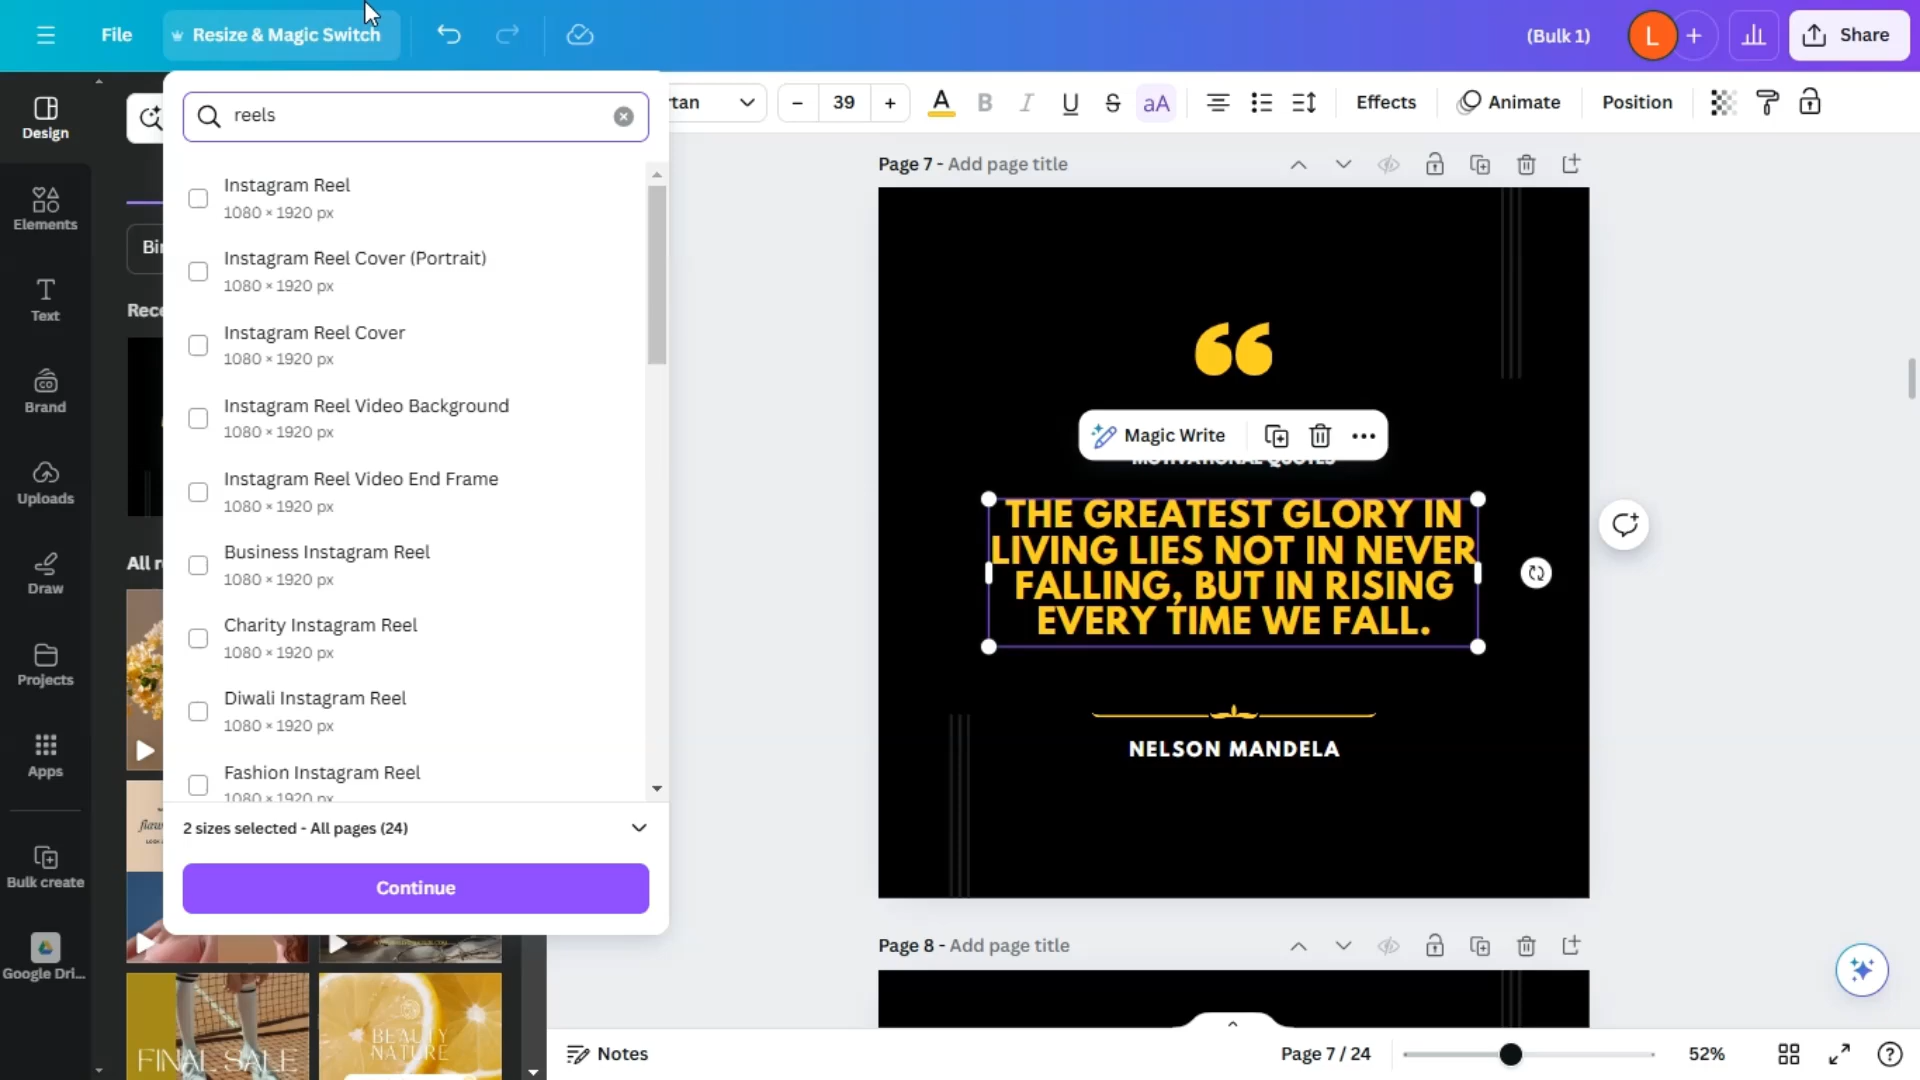 File
Resize & Magic Switch
(Bulk 1)
L
Share
Design
Elements
Text
Brand
Uploads
Draw
Projects
Apps
Bulk create
Google Dri...
reels
Instagram Reel
1080 × 1920 px
Instagram Reel Cover (Portrait)
1080 × 1920 px
Instagram Reel Cover
1080 × 1920 px
Instagram Reel Video Background
1080 × 1920 px
Instagram Reel Video End Frame
1080 × 1920 px
Business Instagram Reel
1080 × 1920 px
Charity Instagram Reel
1080 × 1920 px
Diwali Instagram Reel
1080 × 1920 px
Fashion Instagram Reel
1080 × 1920 px
2 sizes selected - All pages (24)
Continue
FINAL SALE
BEAUTY
NATURE
rtan
39
A
B
I
U
S
aA
Effects
Animate
Position
Page 7 - Add page title
Magic Write
MOTIVATIONAL QUOTES
THE GREATEST GLORY IN
LIVING LIES NOT IN NEVER
FALLING, BUT IN RISING
EVERY TIME WE FALL.
NELSON MANDELA
Page 8 - Add page title
Notes
Page 7 / 24
52%